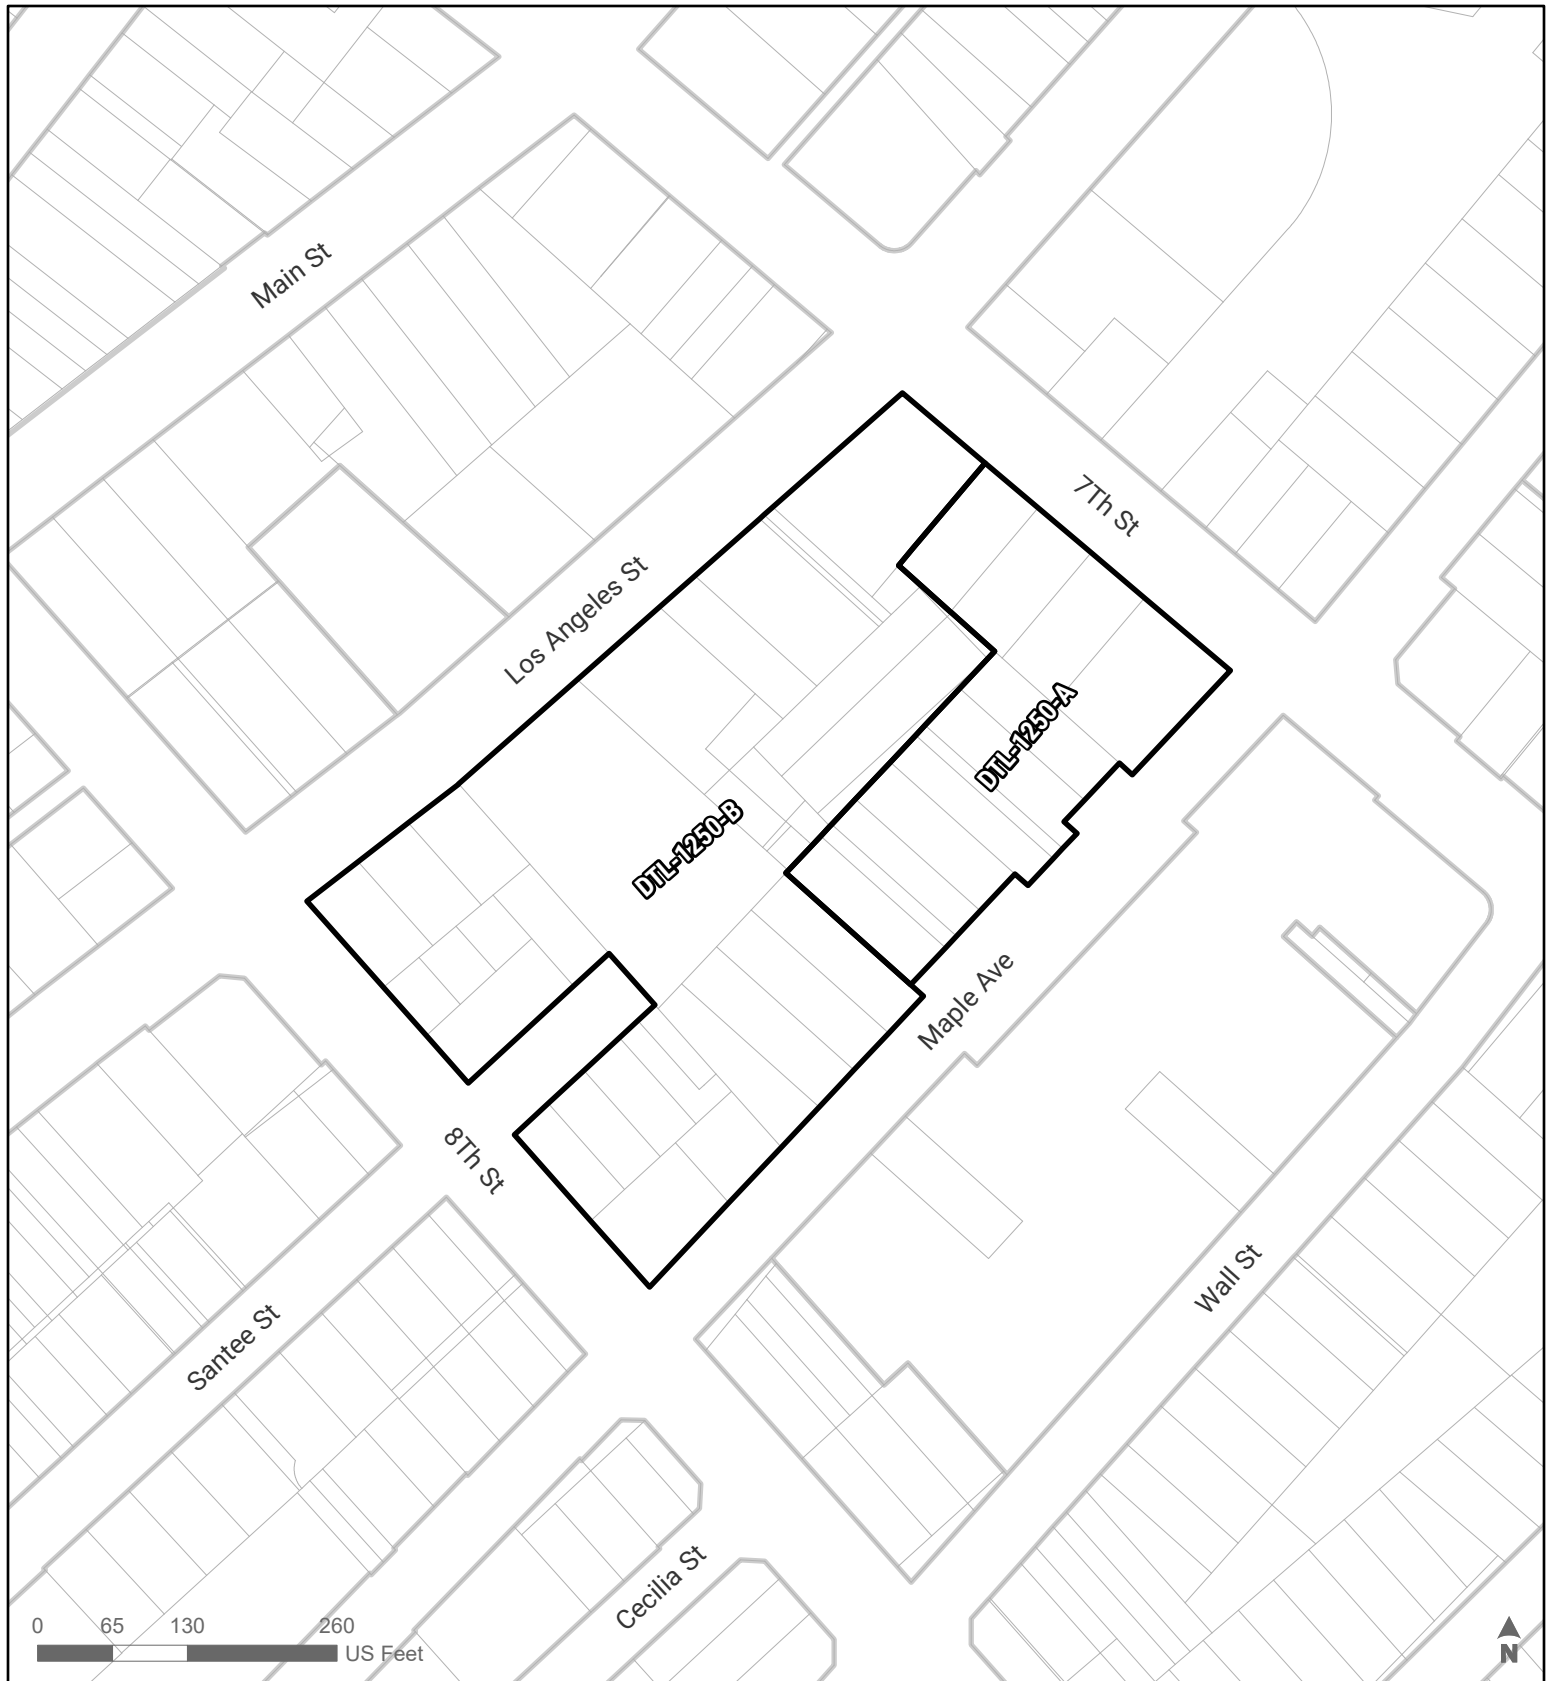 Main St
7Th St
Los Angeles St
DTL-1250-A
DTL-1250-B
Maple Ave
8Th St
Wall St
Santee St
Cecilia St
0 65 130 260
US Feet
N